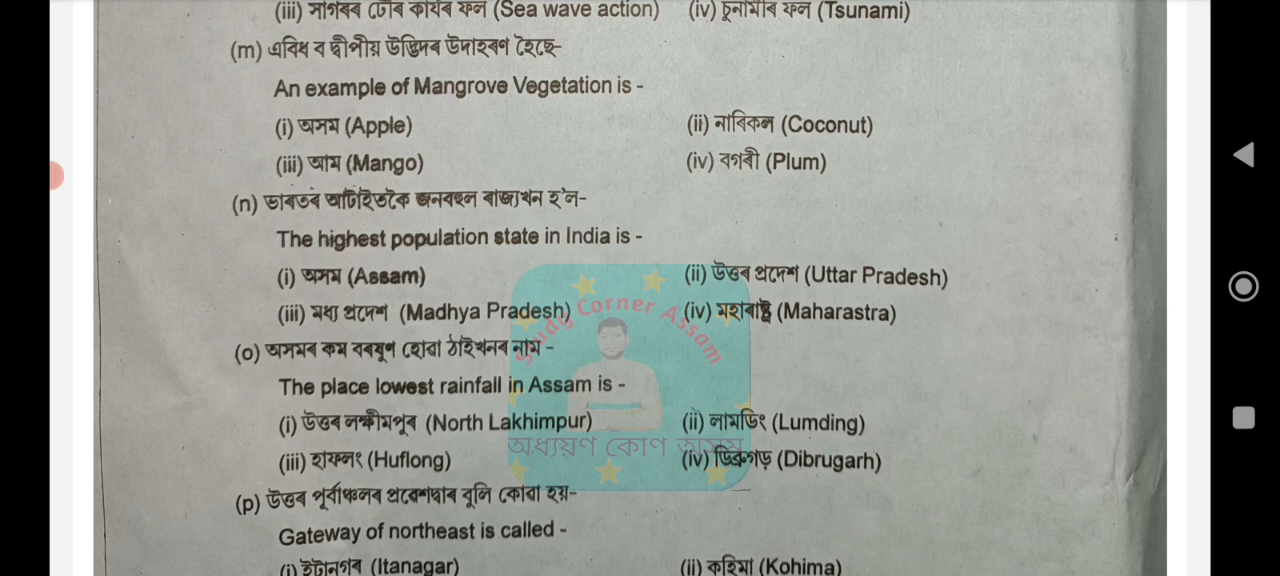 (iii) সাগৰৰ ঢৌৰ কাৰ্যৰ ফল (Sea wave action) (iv) চুনামীৰ ফল (Tsunami)
(m) এবিধ ব দ্বীপীয় উদ্ভিদৰ উদাহৰণ হৈছে-
An example of Mangrove Vegetation is -
(i) অসম (Apple) (ii) নাৰিকল (Coconut)
(iii) আম (Mango) (iv) বগৰী (Plum)
(n) ভাৰতৰ আটাইতকৈ জনবহুল ৰাজ্যখন হ'ল-
The highest population state in India is -
(i) অসম (Assam) (ii) উত্তৰ প্ৰদেশ (Uttar Pradesh)
(iii) মধ্য প্ৰদেশ (Madhya Pradesh) (iv) মহাৰাষ্ট্ৰ (Maharastra)
Study Corner Assam
(o) অসমৰ কম বৰষুণ হোৱা ঠাইখনৰ নাম -
The place lowest rainfall in Assam is -
(i) উত্তৰ লক্ষীমপুৰ (North Lakhimpur) (ii) লামডিং (Lumding)
অধ্যয়ণ কোণ অসম
(iii) হাফলং (Huflong) (iv) ডিব্ৰুগড় (Dibrugarh)
(p) উত্তৰ পূৰ্বাঞ্চলৰ প্ৰৱেশদ্বাৰ বুলি কোৱা হয়-
Gateway of northeast is called -
(i) ইটানগৰ (Itanagar) (ii) কহিমা (Kohima)